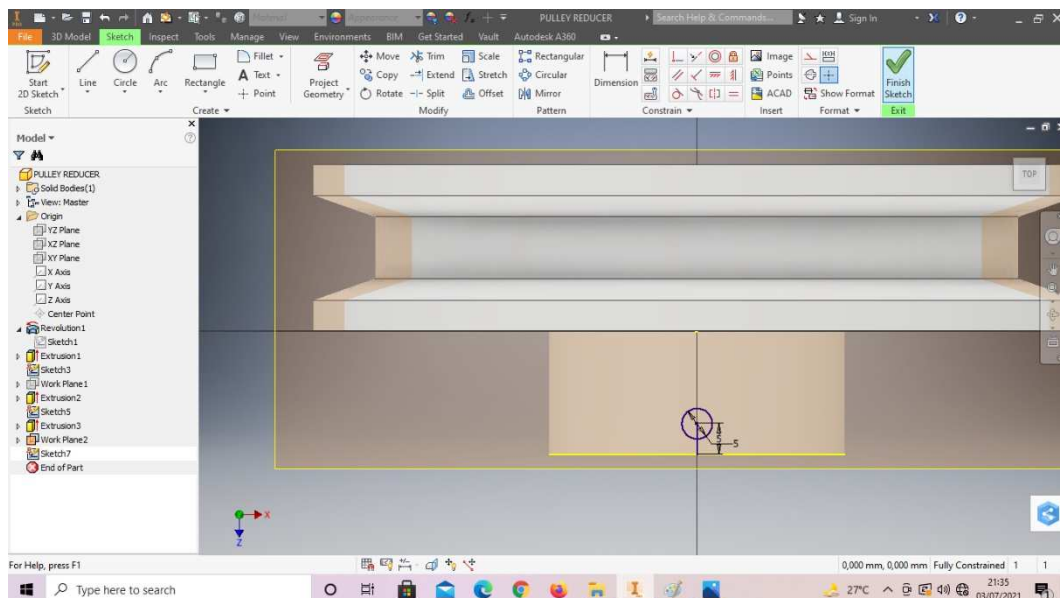 Material
Appearance
PULLEY REDUCER
Search Help & Commands...
Sign In
PRO
File 3D Model Sketch Inspect Tools Manage View Environments BIM Get Started Vault Autodesk A360
Start 2D Sketch
Line
Circle
Arc
Rectangle
Fillet
Text
Point
Project Geometry
Move
Copy
Rotate
Trim
Extend
Split
Scale
Stretch
Offset
Rectangular
Circular
Mirror
Dimension
Image
Points
ACAD
Show Format
Finish Sketch
Sketch Create Modify Pattern Constrain Insert Format Exit
Model
PULLEY REDUCER
Solid Bodies(1)
View: Master
Origin
YZ Plane
XZ Plane
XY Plane
X Axis
Y Axis
Z Axis
Center Point
Revolution1
Sketch1
Extrusion1
Sketch3
Work Plane1
Extrusion2
Sketch5
Extrusion3
Work Plane2
Sketch7
End of Part
TOP
5
X
Z
For Help, press F1
0,000 mm, 0,000 mm Fully Constrained 1 1
Type here to search
27°C
21:35
03/07/2021